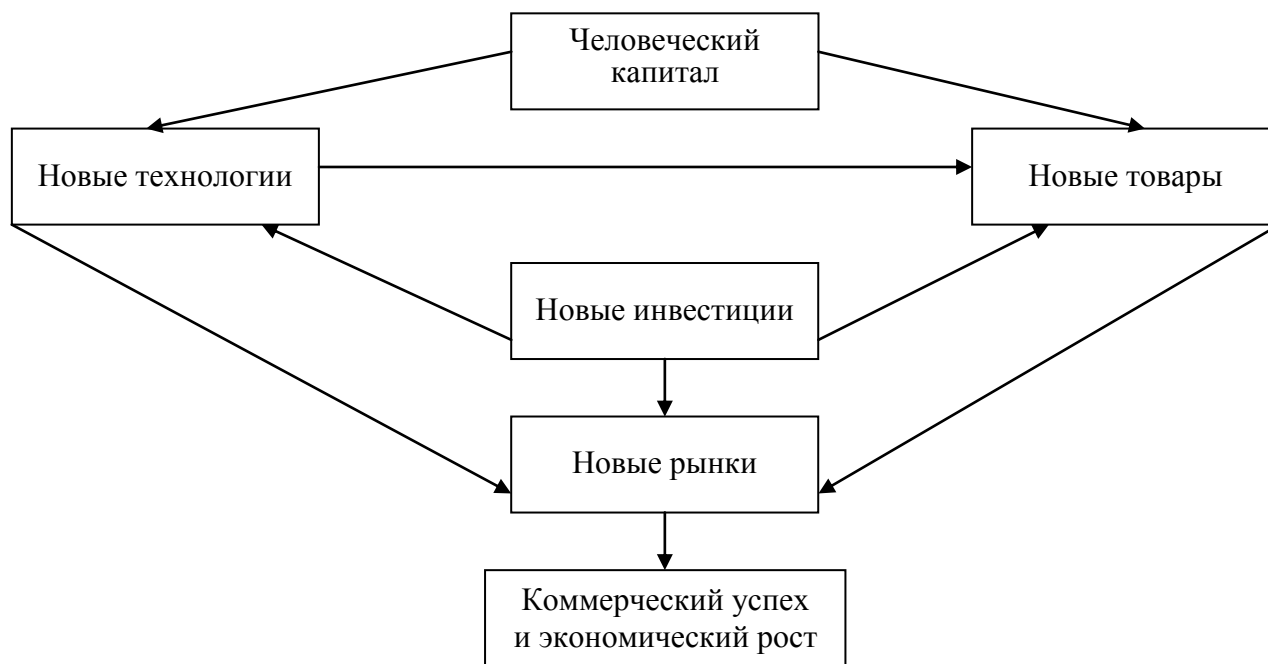 Человеческий
капитал
Новые технологии
Новые товары
Новые инвестиции
Новые рынки
Коммерческий успех
и экономический рост